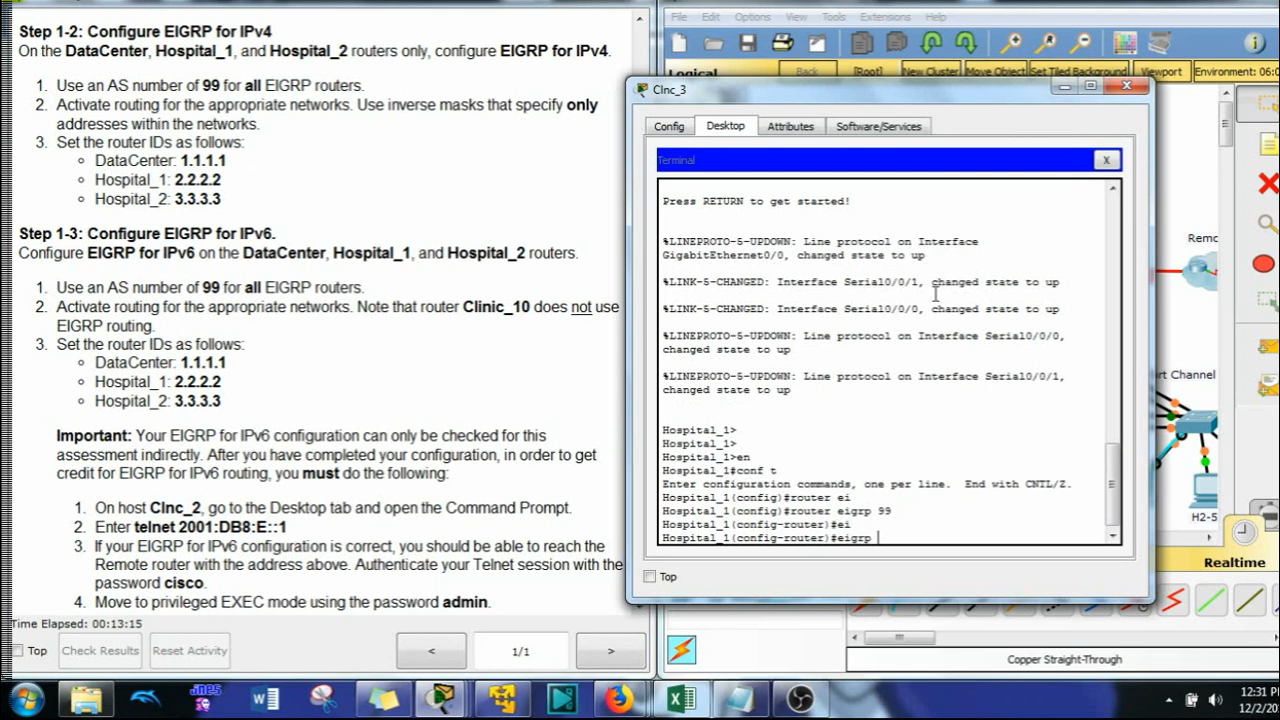 Step 1-2: Configure EIGRP for IPv4
On the DataCenter, Hospital_1, and Hospital_2 routers only, configure EIGRP for IPv4.
1. Use an AS number of 99 for all EIGRP routers.
2. Activate routing for the appropriate networks. Use inverse masks that specify only
addresses within the networks.
3. Set the router IDs as follows:
DataCenter: 1.1.1.1
Hospital_1: 2.2.2.2
Hospital_2: 3.3.3.3
Step 1-3: Configure EIGRP for IPv6.
Configure EIGRP for IPv6 on the DataCenter, Hospital_1, and Hospital_2 routers.
1. Use an AS number of 99 for all EIGRP routers.
2. Activate routing for the appropriate networks. Note that router Clinic_10 does not use
EIGRP routing.
3. Set the router IDs as follows:
DataCenter: 1.1.1.1
Hospital_1: 2.2.2.2
Hospital_2: 3.3.3.3
Important: Your EIGRP for IPv6 configuration can only be checked for this
assessment indirectly. After you have completed your configuration, in order to get
credit for EIGRP for IPv6 routing, you must do the following:
1. On host Clnc_2, go to the Desktop tab and open the Command Prompt.
2. Enter telnet 2001:DB8:E::1
3. If your EIGRP for IPv6 configuration is correct, you should be able to reach the
Remote router with the address above. Authenticate your Telnet session with the
password cisco.
4. Move to privileged EXEC mode using the password admin.
Time Elapsed: 00:13:15
Top
Check Results
Reset Activity
<
1/1
>
File Edit Options View Tools Extensions Help
Logical
Back
[Root]
New Cluster
Move Object
Set Tiled Background
Viewport
Environment: 06:0
Clnc_3
Config
Desktop
Attributes
Software/Services
Terminal
X
Press RETURN to get started!
%LINEPROTO-5-UPDOWN: Line protocol on Interface
GigabitEthernet0/0, changed state to up
%LINK-5-CHANGED: Interface Serial0/0/1, changed state to up
%LINK-5-CHANGED: Interface Serial0/0/0, changed state to up
%LINEPROTO-5-UPDOWN: Line protocol on Interface Serial0/0/0,
changed state to up
%LINEPROTO-5-UPDOWN: Line protocol on Interface Serial0/0/1,
changed state to up
Hospital_1>
Hospital_1>
Hospital_1>en
Hospital_1#conf t
Enter configuration commands, one per line. End with CNTL/Z.
Hospital_1(config)#router ei
Hospital_1(config)#router eigrp 99
Hospital_1(config-router)#ei
Hospital_1(config-router)#eigrp
Top
Remo
rt Channel
H2-S
Realtime
Copper Straight-Through
12:31 P
12/2/20